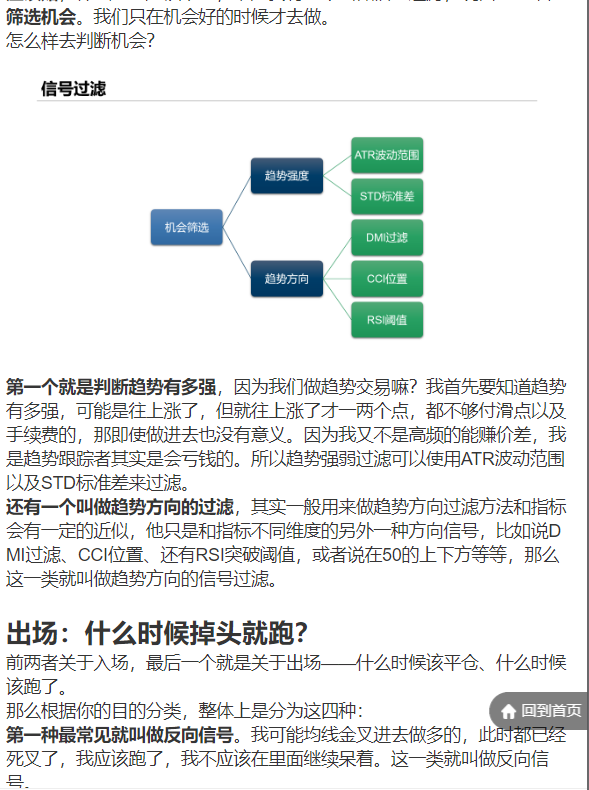 筛选机会。我们只在机会好的时候才去做。
怎么样去判断机会？
信号过滤
机会筛选
趋势强度
趋势方向
ATR波动范围
STD标准差
DMI过滤
CCI位置
RSI阈值
第一个就是判断趋势有多强，因为我们做趋势交易嘛？我首先要知道趋势
有多强，可能是往上涨了，但就往上涨了才一两个点，都不够付滑点以及
手续费的，那即使做进去也没有意义。因为我又不是高频的能赚价差，我
是趋势跟踪者其实是会亏钱的。所以趋势强弱过滤可以使用ATR波动范围
以及STD标准差来过滤。
还有一个叫做趋势方向的过滤，其实一般用来做趋势方向过滤方法和指标
会有一定的近似，他只是和指标不同维度的另外一种方向信号，比如说D
MI过滤、CCI位置、还有RSI突破阈值，或者说在50的上下方等等，那么
这一类就叫做趋势方向的信号过滤。
出场：什么时候掉头就跑？
前两者关于入场，最后一个就是关于出场——什么时候该平仓、什么时候
该跑了。
那么根据你的目的分类，整体上是分为这四种：
回到首页
第一种最常见就叫做反向信号。我可能均线金叉进去做多的，此时都已经
死叉了，我应该跑了，我不应该在里面继续呆着。这一类就叫做反向信
号。